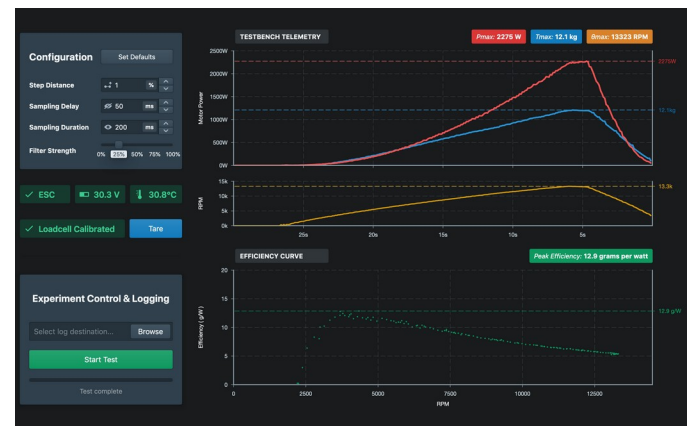 Configuration
Set Defaults
Step Distance
1
%
Sampling Delay
50
ms
Sampling Duration
200
ms
Filter Strength
0% 25% 50% 75% 100%
✓ ESC
30.3 V
30.8°C
✓ Loadcell Calibrated
Tare
Experiment Control & Logging
Select log destination...
Browse
Start Test
Test complete
TESTBENCH TELEMETRY
Pmax: 2275 W
Tmax: 12.1 kg
θmax: 13323 RPM
2500W
2000W
1500W
1000W
500W
0W
Motor Power
2275W
12.1kg
15k
10k
5k
0k
RPM
13.3k
25s 20s 15s 10s 5s
EFFICIENCY CURVE
Peak Efficiency: 12.9 grams per watt
20
15
10
5
0
Efficiency (g/W)
12.9 g/W
0 2500 5000 7500 10000 12500
RPM